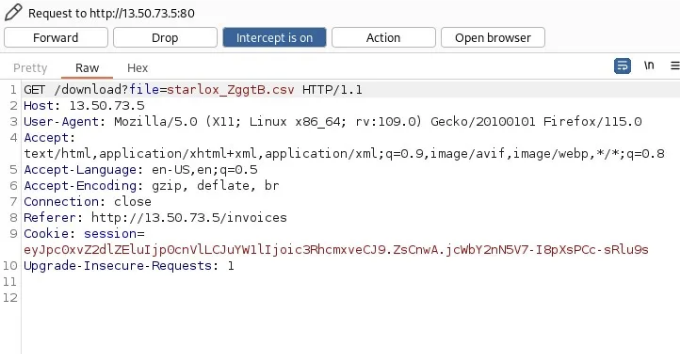 Request to http://13.50.73.5:80
Forward Drop Intercept is on Action Open browser
Pretty Raw Hex \n
1 GET /download?file=starlox_ZggtB.csv HTTP/1.1
2 Host: 13.50.73.5
3 User-Agent: Mozilla/5.0 (X11; Linux x86_64; rv:109.0) Gecko/20100101 Firefox/115.0
4 Accept:
text/html,application/xhtml+xml,application/xml;q=0.9,image/avif,image/webp,*/*;q=0.8
5 Accept-Language: en-US,en;q=0.5
6 Accept-Encoding: gzip, deflate, br
7 Connection: close
8 Referer: http://13.50.73.5/invoices
9 Cookie: session=
eyJpc0xvZ2dlZEluIjp0cnVlLCJuYW1lIjoic3RhcmxveCJ9.ZsCnwA.jcWbY2nN5V7-I8pXsPCc-sRlu9s
10 Upgrade-Insecure-Requests: 1
11
12